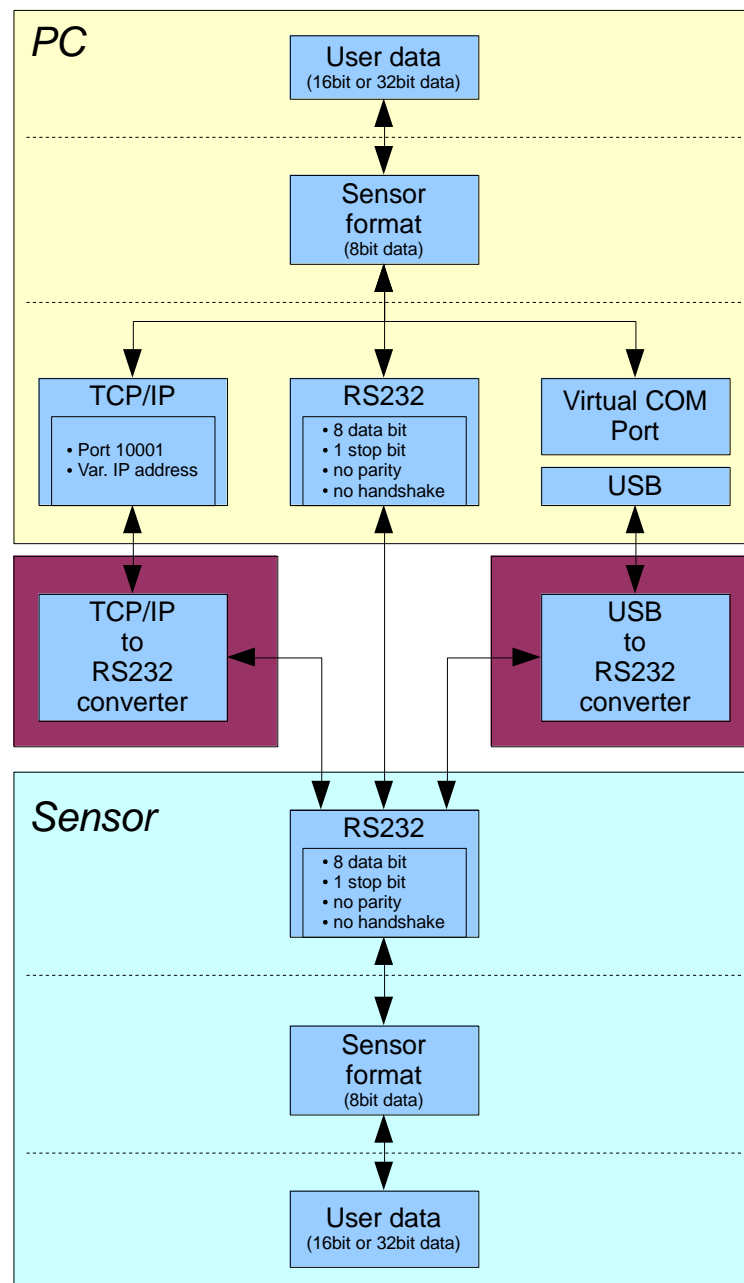 PC
User data
(16bit or 32bit data)
Sensor
format
(8bit data)
TCP/IP
• Port 10001
• Var. IP address
RS232
• 8 data bit
• 1 stop bit
• no parity
• no handshake
Virtual COM
Port
USB
TCP/IP
to
RS232
converter
USB
to
RS232
converter
Sensor
RS232
• 8 data bit
• 1 stop bit
• no parity
• no handshake
Sensor
format
(8bit data)
User data
(16bit or 32bit data)